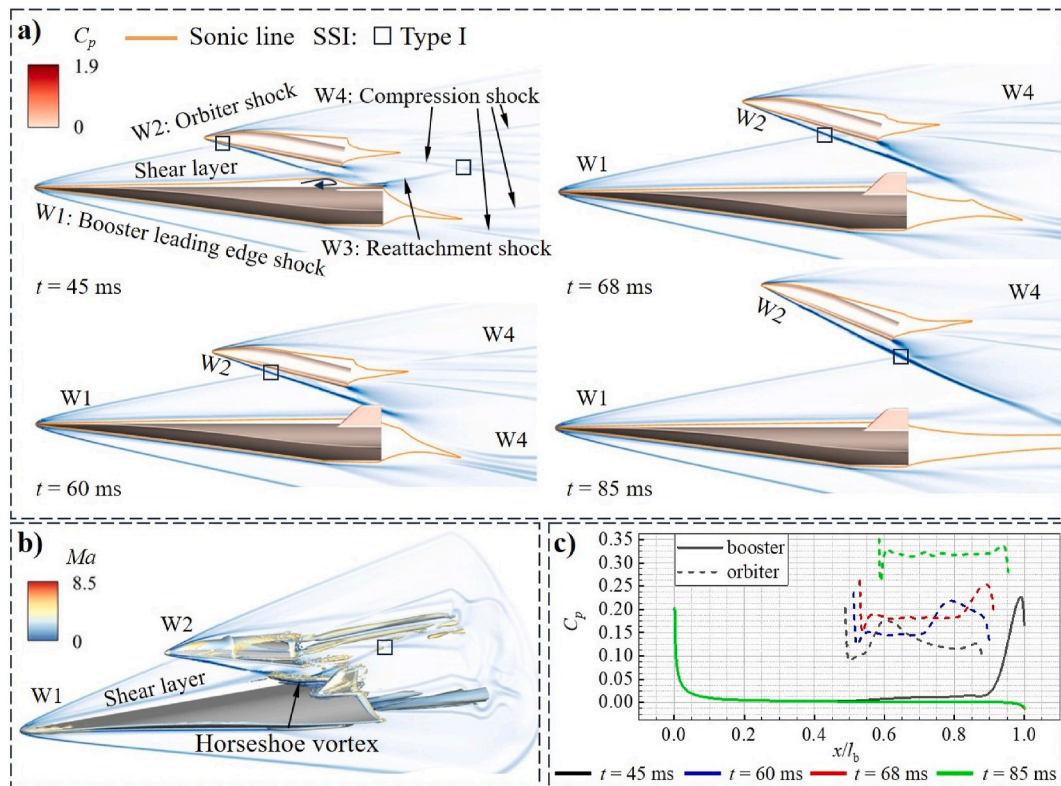 a)
C_p
Sonic line SSI: Type I
1.9
0
W2: Orbiter shock
W4: Compression shock
Shear layer
W1: Booster leading edge shock
W3: Reattachment shock
t = 45 ms
W4
W2
W1
t = 68 ms
W4
W2
W1
W4
t = 60 ms
W4
W2
W1
t = 85 ms
b)
Ma
8.5
0
W2
W1
Shear layer
Horseshoe vortex
c)
booster
orbiter
C_p
0.35
0.30
0.25
0.20
0.15
0.10
0.05
0.00
0.0 0.2 0.4 0.6 0.8 1.0
x/l_b
t = 45 ms t = 60 ms t = 68 ms t = 85 ms